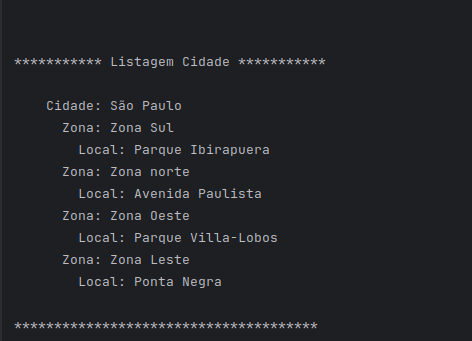 *********** Listagem Cidade ***********
Cidade: São Paulo
Zona: Zona Sul
Local: Parque Ibirapuera
Zona: Zona norte
Local: Avenida Paulista
Zona: Zona Oeste
Local: Parque Villa-Lobos
Zona: Zona Leste
Local: Ponta Negra
**************************************